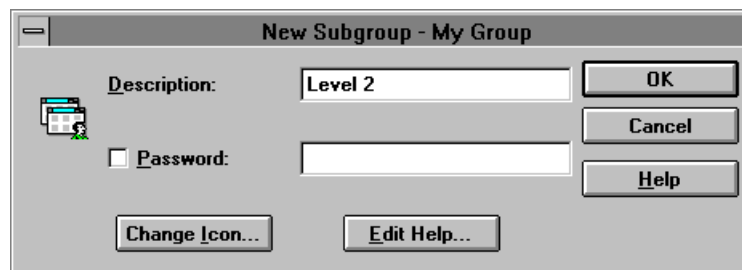 New Subgroup - My Group
Description: Level 2 OK
Cancel
Password:
Help
Change Icon... Edit Help...